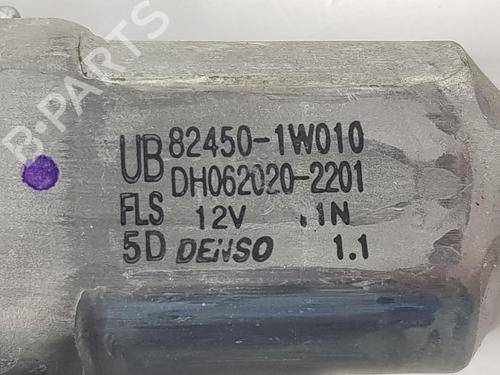 B-PARTS
UB 82450-1W010
DH062020-2201
FLS 12V .1N
5D DENSO 1.1